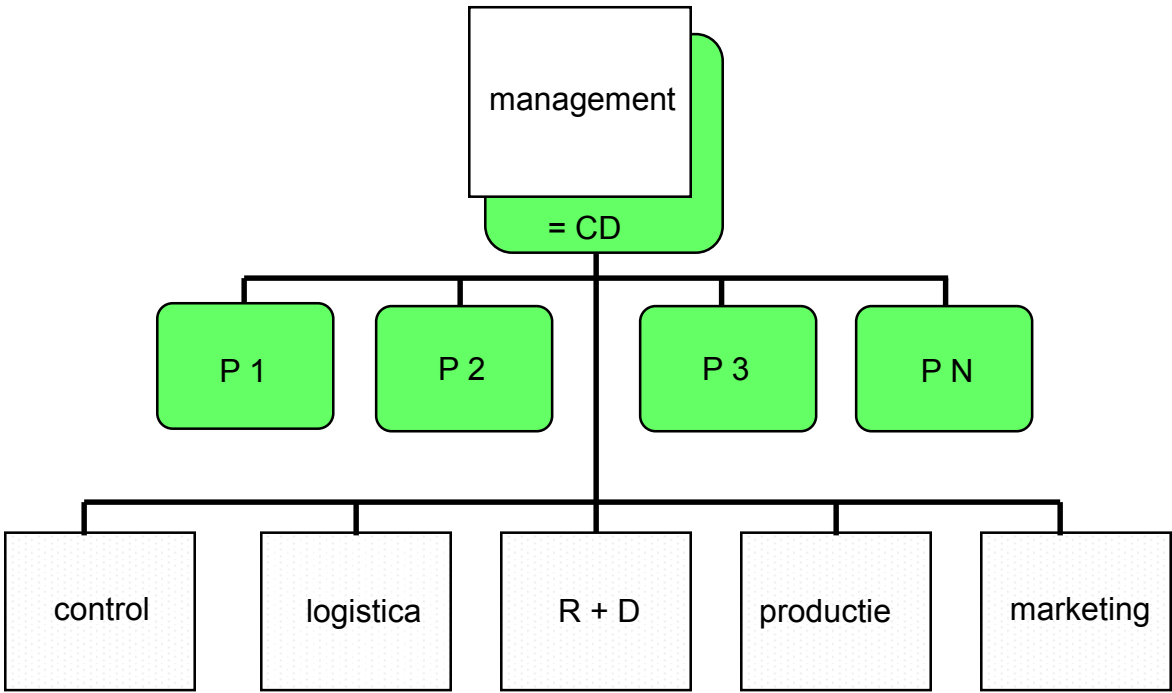 management
= CD
P 1
P 2
P 3
P N
control
logistica
R + D
productie
marketing